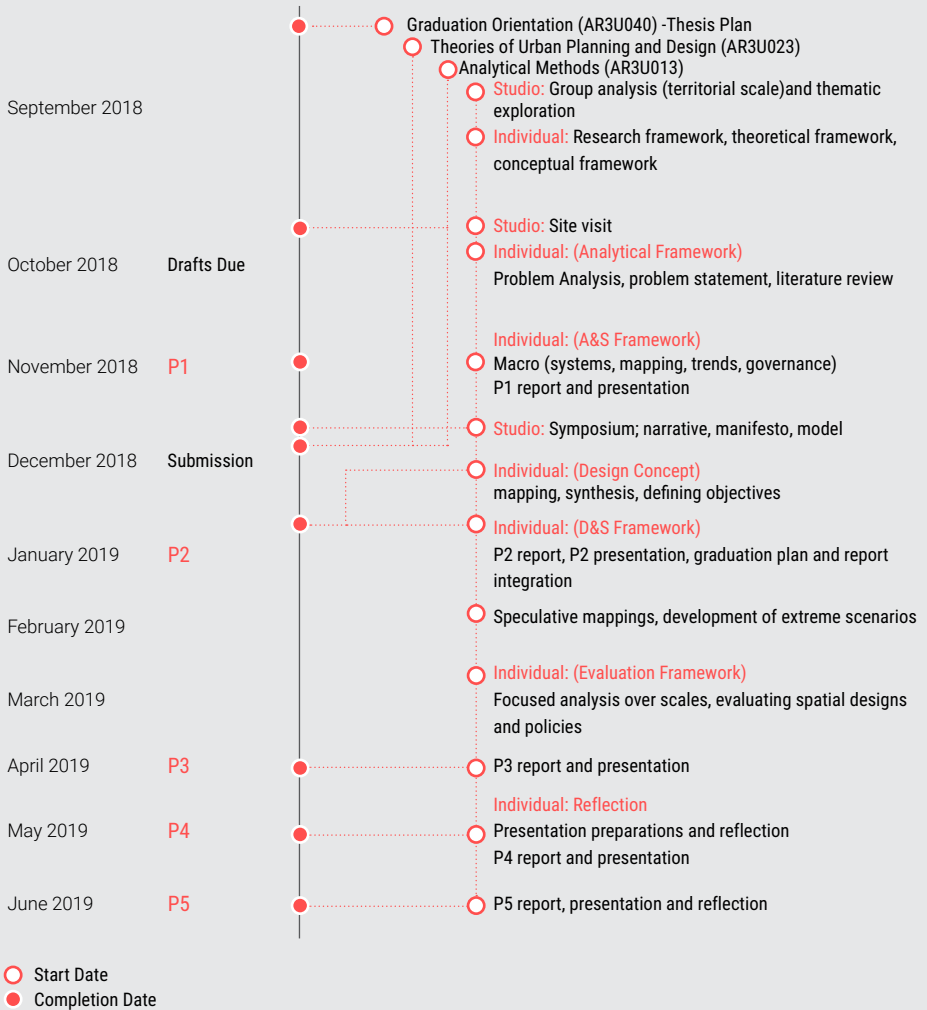 Graduation Orientation (AR3U040) -Thesis Plan
Theories of Urban Planning and Design (AR3U023)
Analytical Methods (AR3U013)
September 2018
Studio: Group analysis (territorial scale)and thematic
exploration
Individual: Research framework, theoretical framework,
conceptual framework
Studio: Site visit
October 2018 Drafts Due
Individual: (Analytical Framework)
Problem Analysis, problem statement, literature review
November 2018 P1
Individual: (A&S Framework)
Macro (systems, mapping, trends, governance)
P1 report and presentation
Studio: Symposium; narrative, manifesto, model
December 2018 Submission
Individual: (Design Concept)
mapping, synthesis, defining objectives
January 2019 P2
Individual: (D&S Framework)
P2 report, P2 presentation, graduation plan and report
integration
February 2019
Speculative mappings, development of extreme scenarios
March 2019
Individual: (Evaluation Framework)
Focused analysis over scales, evaluating spatial designs
and policies
April 2019 P3
P3 report and presentation
May 2019 P4
Individual: Reflection
Presentation preparations and reflection
P4 report and presentation
June 2019 P5
P5 report, presentation and reflection
Start Date
Completion Date